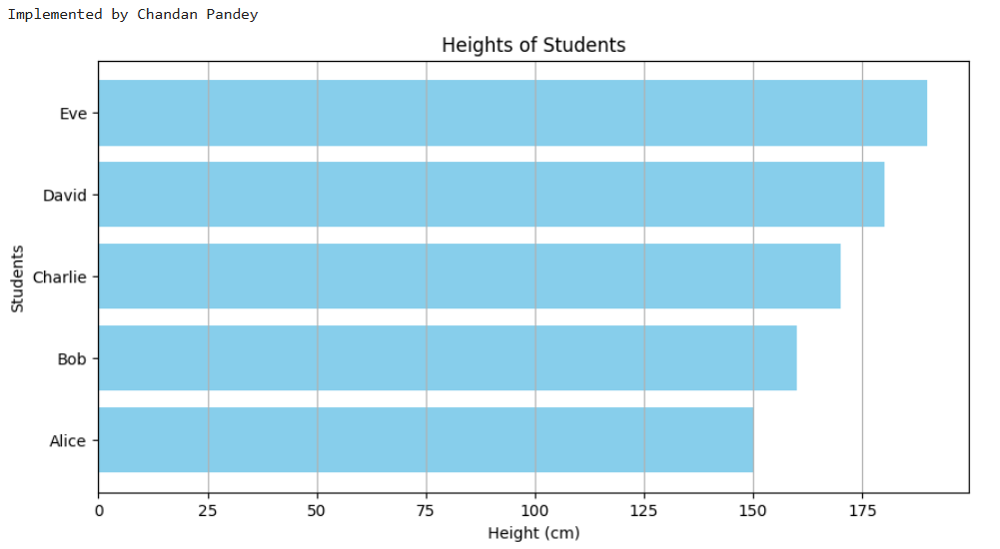 Implemented by Chandan Pandey
Heights of Students
Eve
David
Charlie
Bob
Alice
Students
0 25 50 75 100 125 150 175
Height (cm)